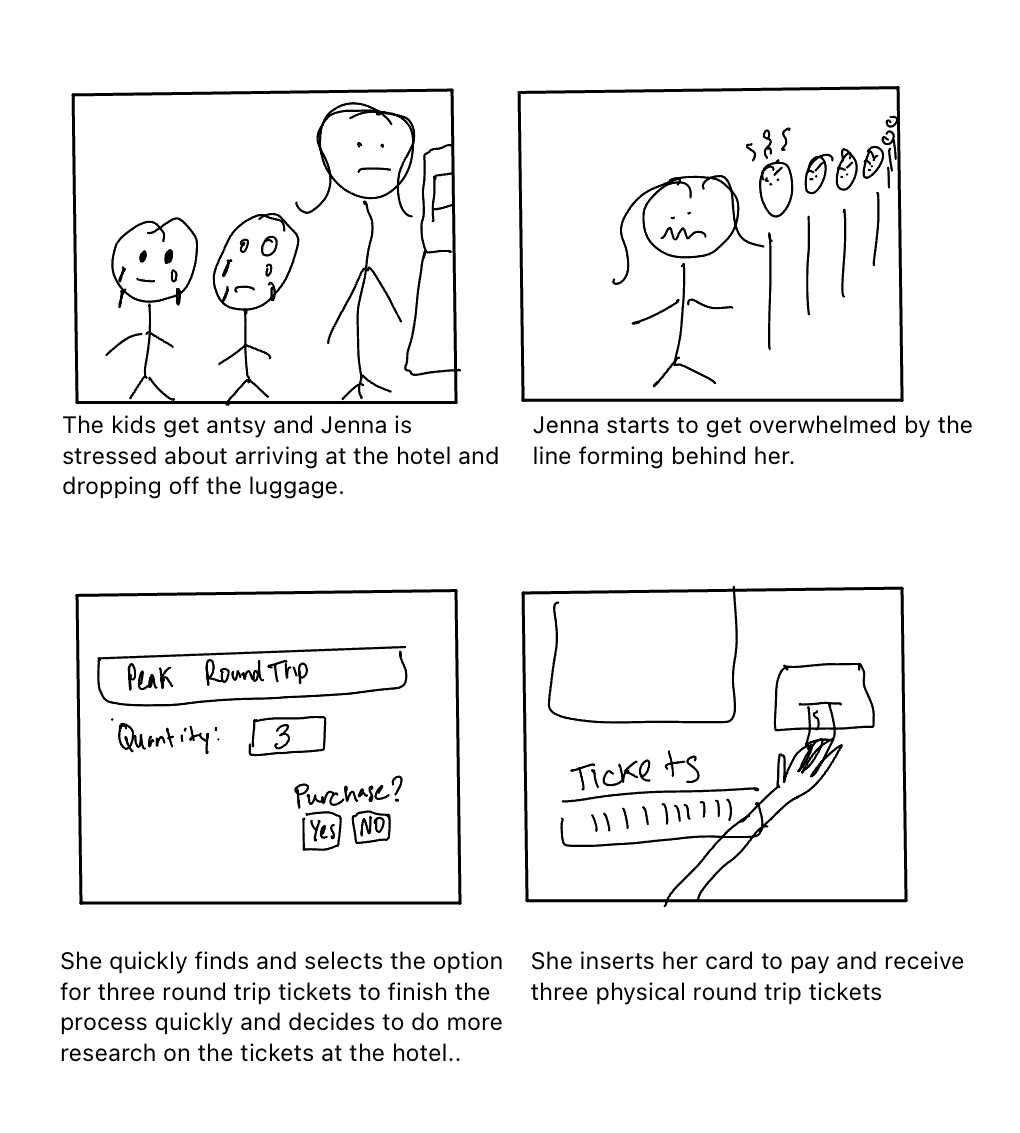 The kids get antsy and Jenna is
stressed about arriving at the hotel and
dropping off the luggage.
Jenna starts to get overwhelmed by the
line forming behind her.
Peak Round Trip
Quantity: 3
Purchase?
Yes NO
Tickets
She quickly finds and selects the option
for three round trip tickets to finish the
process quickly and decides to do more
research on the tickets at the hotel..
She inserts her card to pay and receive
three physical round trip tickets